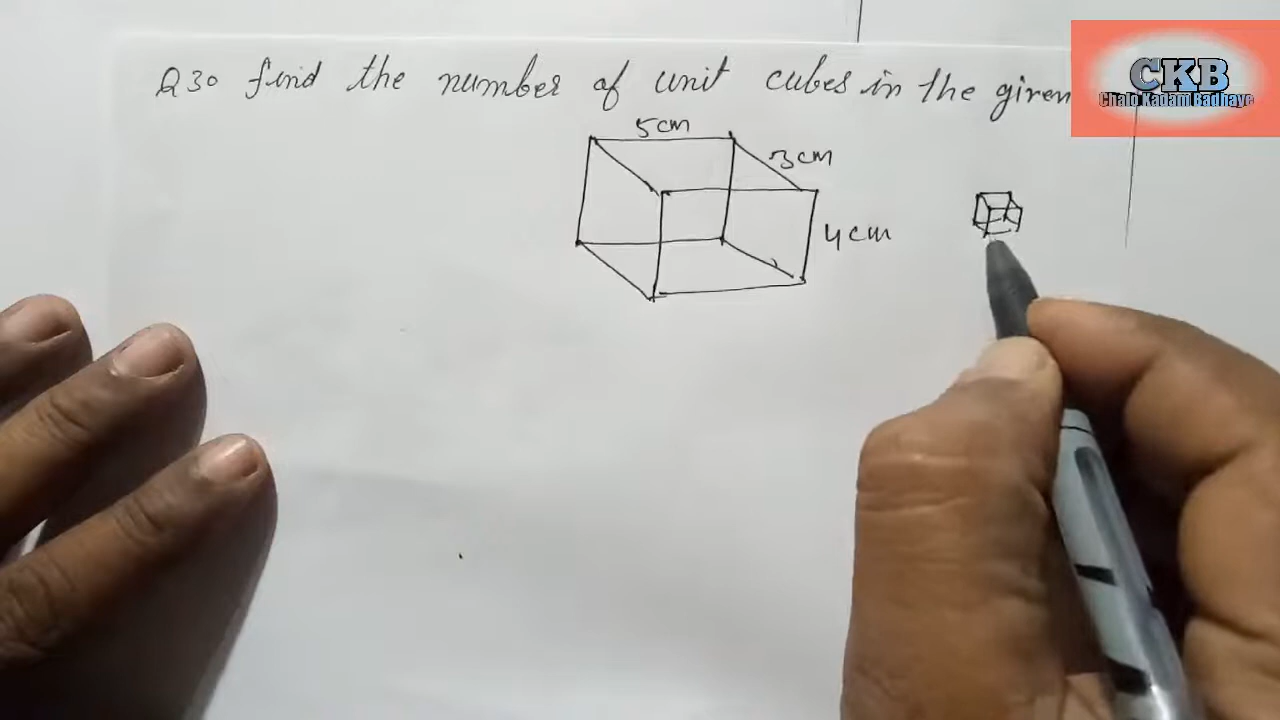 Q30 find the number of unit cubes in the given
CKB
Chalo Kadam Badhaye
5cm
3cm
4cm